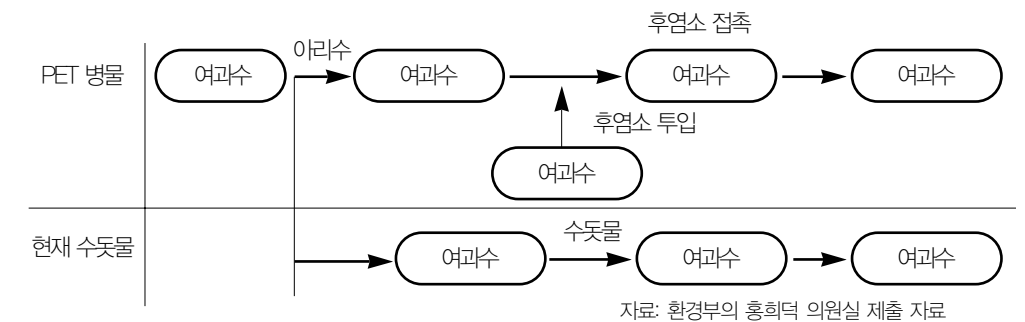 후염소 접촉
PET 병물 여과수 아리수 여과수 여과수 여과수
후염소 투입
여과수
현재 수돗물 여과수 수돗물 여과수 여과수
자료: 환경부의 홍희덕 의원실 제출 자료